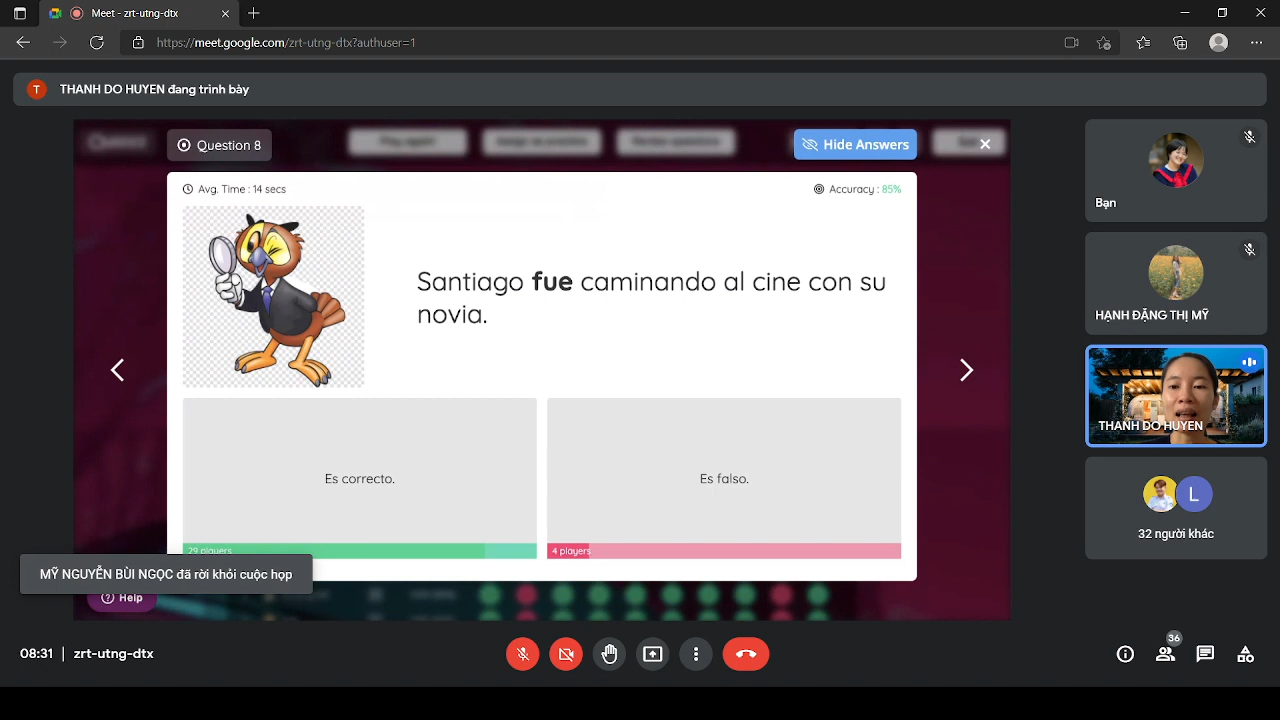 Meet - zrt-utng-dtx
https://meet.google.com/zrt-utng-dtx?authuser=1
T THANH DO HUYEN đang trình bày
Question 8
Hide Answers
Avg. Time : 14 secs
Accuracy : 85%
Santiago fue caminando al cine con su
novia.
Es correcto.
Es falso.
29 players
4 players
MỸ NGUYỄN BÙI NGỌC đã rời khỏi cuộc họp
Help
Bạn
HẠNH ĐẶNG THỊ MỸ
THANH DO HUYEN
L
32 người khác
08:31 | zrt-utng-dtx
36